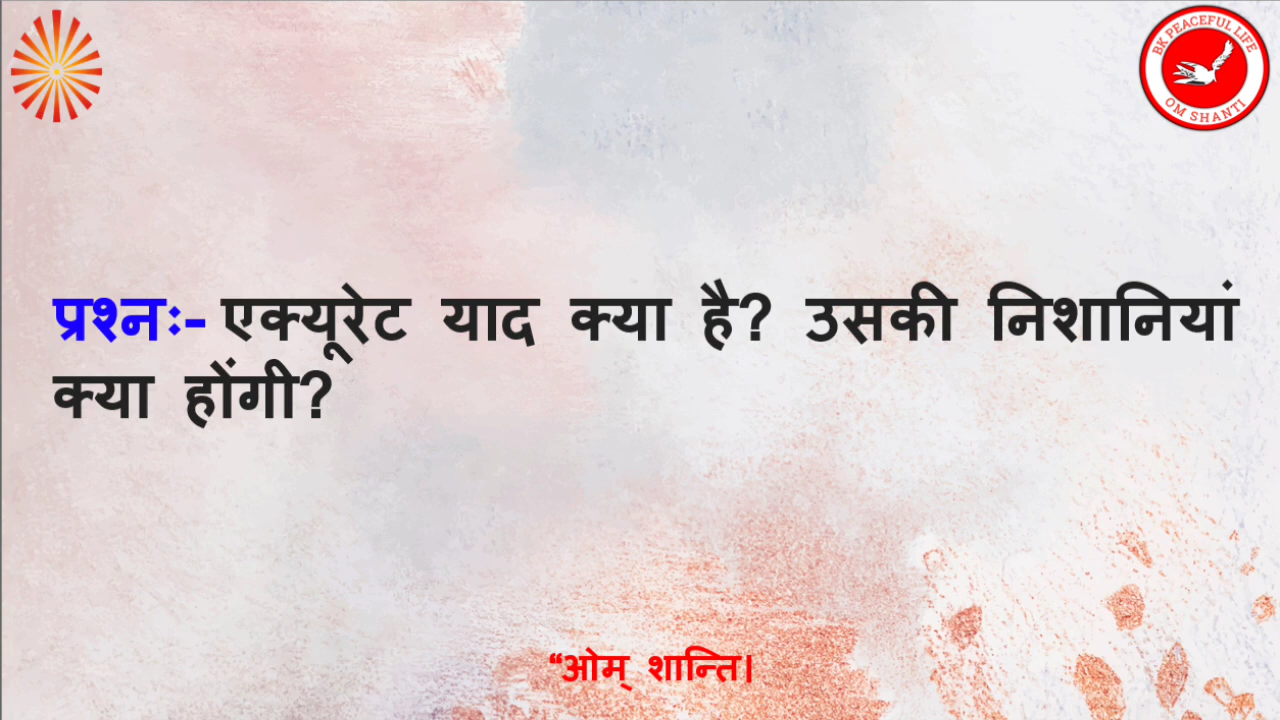 BK PEACEFUL LIFE
OM SHANTI
प्रश्नः- एक्यूरेट याद क्या है? उसकी निशानियां
क्या होंगी?
“ओम् शान्ति।